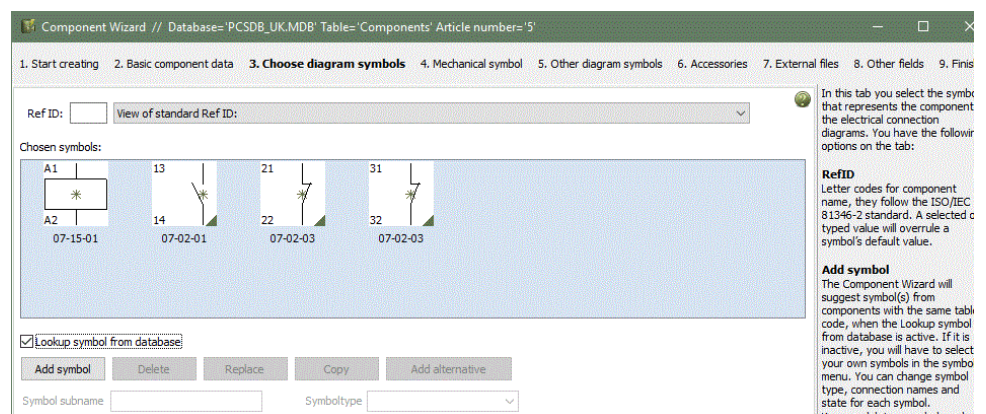 Component Wizard // Database='PCSDB_UK.MDB' Table='Components' Article number='5'
1. Start creating 2. Basic component data 3. Choose diagram symbols 4. Mechanical symbol 5. Other diagram symbols 6. Accessories 7. External files 8. Other fields 9. Finis
Ref ID: View of standard Ref ID:
Chosen symbols:
A1 13 21 31
A2 14 22 32
07-15-01 07-02-01 07-02-03 07-02-03
Lookup symbol from database
Add symbol Delete Replace Copy Add alternative
Symbol subname Symboltype
In this tab you select the symbo
that represents the component
the electrical connection
diagrams. You have the followin
options on the tab:
RefID
Letter codes for component
name, they follow the ISO/IEC
81346-2 standard. A selected o
typed value will overrule a
symbol's default value.
Add symbol
The Component Wizard will
suggest symbol(s) from
components with the same table
code, when the Lookup symbol
from database is active. If it is
inactive, you will have to select
your own symbols in the symbo
menu. You can change symbol
type, connection names and
state for each symbol.